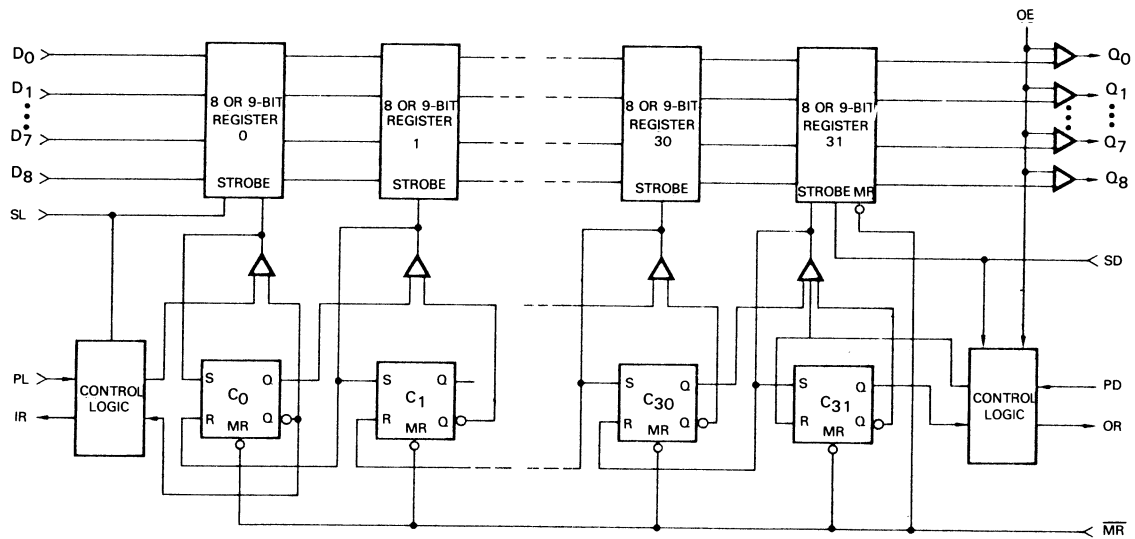 OE
D0
D1
D7
D8
8 OR 9-BIT
REGISTER
0
STROBE
8 OR 9-BIT
REGISTER
1
STROBE
8 OR 9-BIT
REGISTER
30
STROBE
8 OR 9-BIT
REGISTER
31
STROBE MR
Q0
Q1
Q7
Q8
SL
SD
PL
IR
CONTROL
LOGIC
S Q
C0
R Q
MR
S Q
C1
R Q
MR
S Q
C30
R Q
MR
S Q
C31
R Q
MR
CONTROL
LOGIC
PD
OR
MR